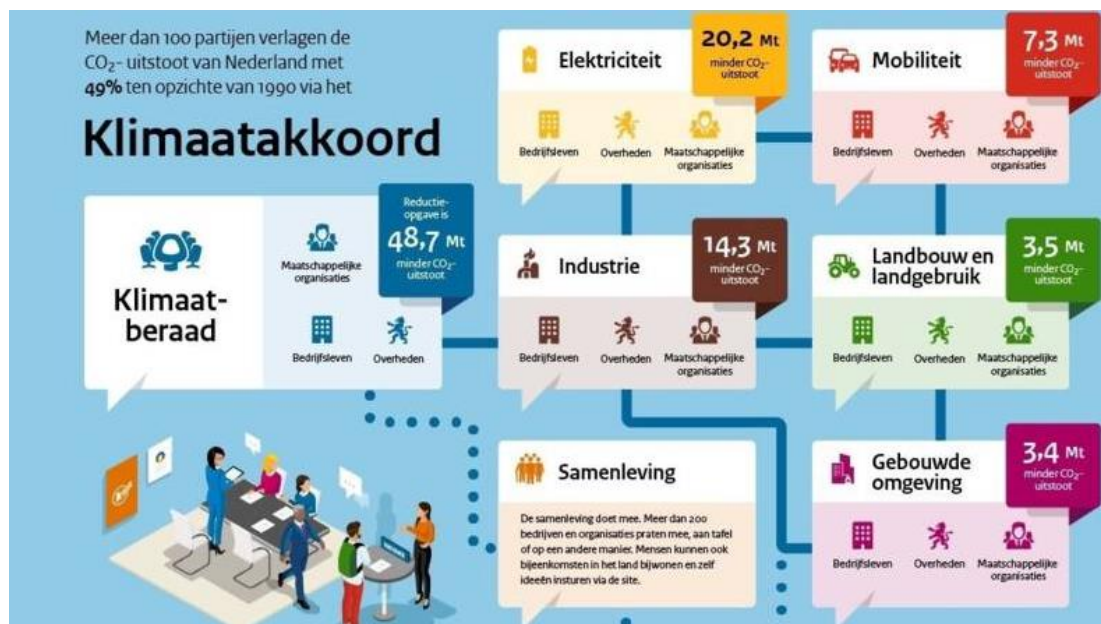 Meer dan 100 partijen verlagen de
CO₂- uitstoot van Nederland met
49% ten opzichte van 1990 via het
Klimaatakkoord
Klimaat-
beraad
Maatschappelijke
organisaties
Bedrijfsleven
Overheden
Reductie-
opgave is
48,7 Mt
minder CO₂-
uitstoot
Elektriciteit
20,2 Mt
minder CO₂-
uitstoot
Bedrijfsleven
Overheden
Maatschappelijke
organisaties
Mobiliteit
7,3 Mt
minder CO₂-
uitstoot
Bedrijfsleven
Overheden
Maatschappelijke
organisaties
Industrie
14,3 Mt
minder CO₂-
uitstoot
Bedrijfsleven
Overheden
Maatschappelijke
organisaties
Landbouw en
landgebruik
3,5 Mt
minder CO₂-
uitstoot
Bedrijfsleven
Overheden
Maatschappelijke
organisaties
Samenleving
De samenleving doet mee. Meer dan 200
bedrijven en organisaties praten mee, aan tafel
of op een andere manier. Mensen kunnen ook
bijeenkomsten in het land bijwonen en zelf
ideeën insturen via de site.
Gebouwde
omgeving
3,4 Mt
minder CO₂-
uitstoot
Bedrijfsleven
Overheden
Maatschappelijke
organisaties